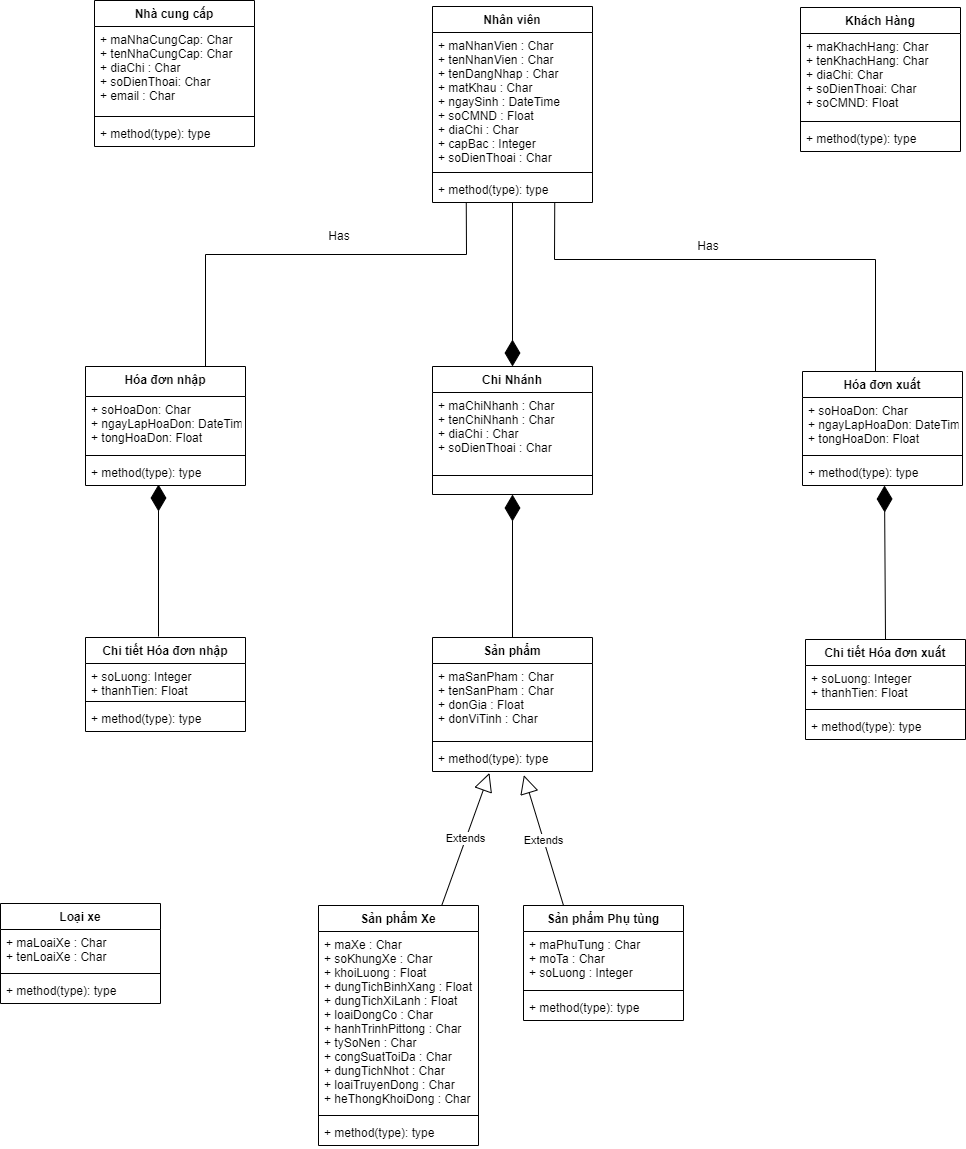 Nhà cung cấp
+ maNhaCungCap: Char
+ tenNhaCungCap: Char
+ diaChi : Char
+ soDienThoai: Char
+ email : Char
+ method(type): type
Nhân viên
+ maNhanVien : Char
+ tenNhanVien : Char
+ tenDangNhap : Char
+ matKhau : Char
+ ngaySinh : DateTime
+ soCMND : Float
+ diaChi : Char
+ capBac : Integer
+ soDienThoai : Char
+ method(type): type
Khách Hàng
+ maKhachHang: Char
+ tenKhachHang: Char
+ diaChi: Char
+ soDienThoai: Char
+ soCMND: Float
+ method(type): type
Has
Has
Hóa đơn nhập
+ soHoaDon: Char
+ ngayLapHoaDon: DateTim
+ tongHoaDon: Float
+ method(type): type
Chi Nhánh
+ maChiNhanh : Char
+ tenChiNhanh : Char
+ diaChi : Char
+ soDienThoai : Char
Hóa đơn xuất
+ soHoaDon: Char
+ ngayLapHoaDon: DateTim
+ tongHoaDon: Float
+ method(type): type
Chi tiết Hóa đơn nhập
+ soLuong: Integer
+ thanhTien: Float
+ method(type): type
Sản phẩm
+ maSanPham : Char
+ tenSanPham : Char
+ donGia : Float
+ donViTinh : Char
+ method(type): type
Chi tiết Hóa đơn xuất
+ soLuong: Integer
+ thanhTien: Float
+ method(type): type
Extends
Extends
Loại xe
+ maLoaiXe : Char
+ tenLoaiXe : Char
+ method(type): type
Sản phẩm Xe
+ maXe : Char
+ soKhungXe : Char
+ khoiLuong : Float
+ dungTichBinhXang : Float
+ dungTichXiLanh : Float
+ loaiDongCo : Char
+ hanhTrinhPittong : Char
+ tySoNen : Char
+ congSuatToiDa : Char
+ dungTichNhot : Char
+ loaiTruyenDong : Char
+ heThongKhoiDong : Char
+ method(type): type
Sản phẩm Phụ tùng
+ maPhuTung : Char
+ moTa : Char
+ soLuong : Integer
+ method(type): type